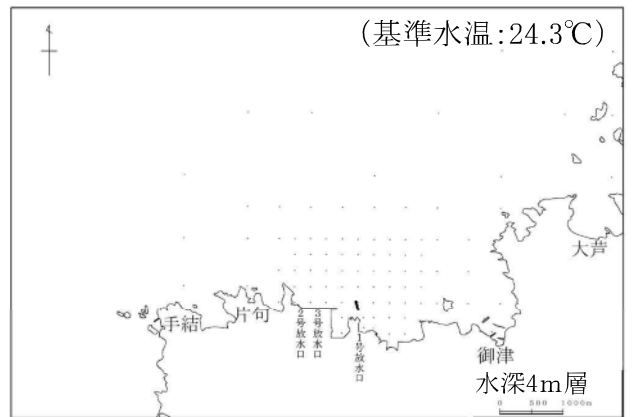 (基準水温:24.3℃)
大芦
手結
片句
2号放水口
3号放水口
1号放水口
御津
水深4m層
0 500 1000m